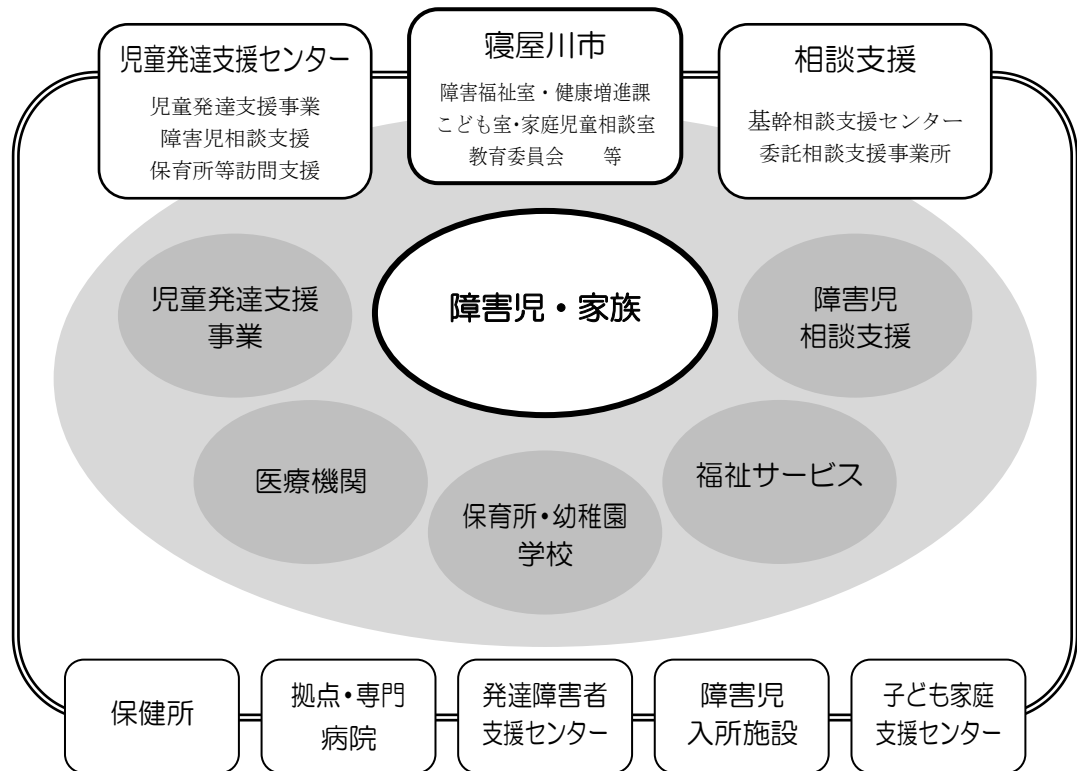 児童発達支援センター
児童発達支援事業
障害児相談支援
保育所等訪問支援
寝屋川市
障害福祉室・健康増進課
こども室・家庭児童相談室
教育委員会　等
相談支援
基幹相談支援センター
委託相談支援事業所
児童発達支援
事業
障害児・家族
障害児
相談支援
医療機関
保育所・幼稚園
学校
福祉サービス
保健所
拠点・専門
病院
発達障害者
支援センター
障害児
入所施設
子ども家庭
支援センター